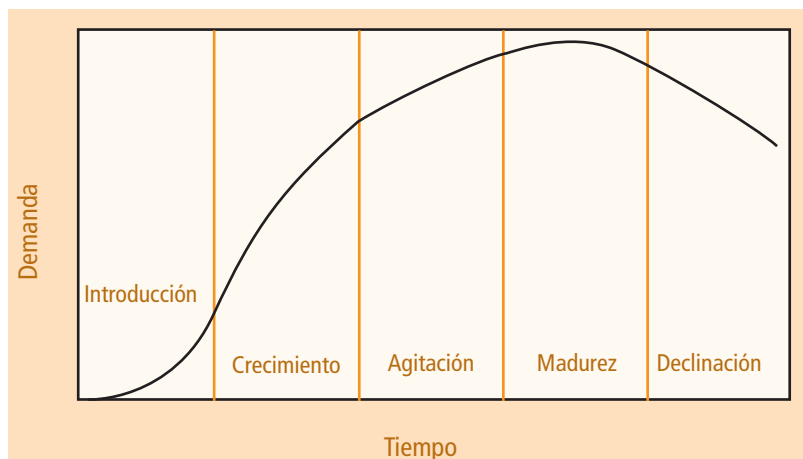 Demanda
Introducción
Crecimiento
Agitación
Madurez
Declinación
Tiempo